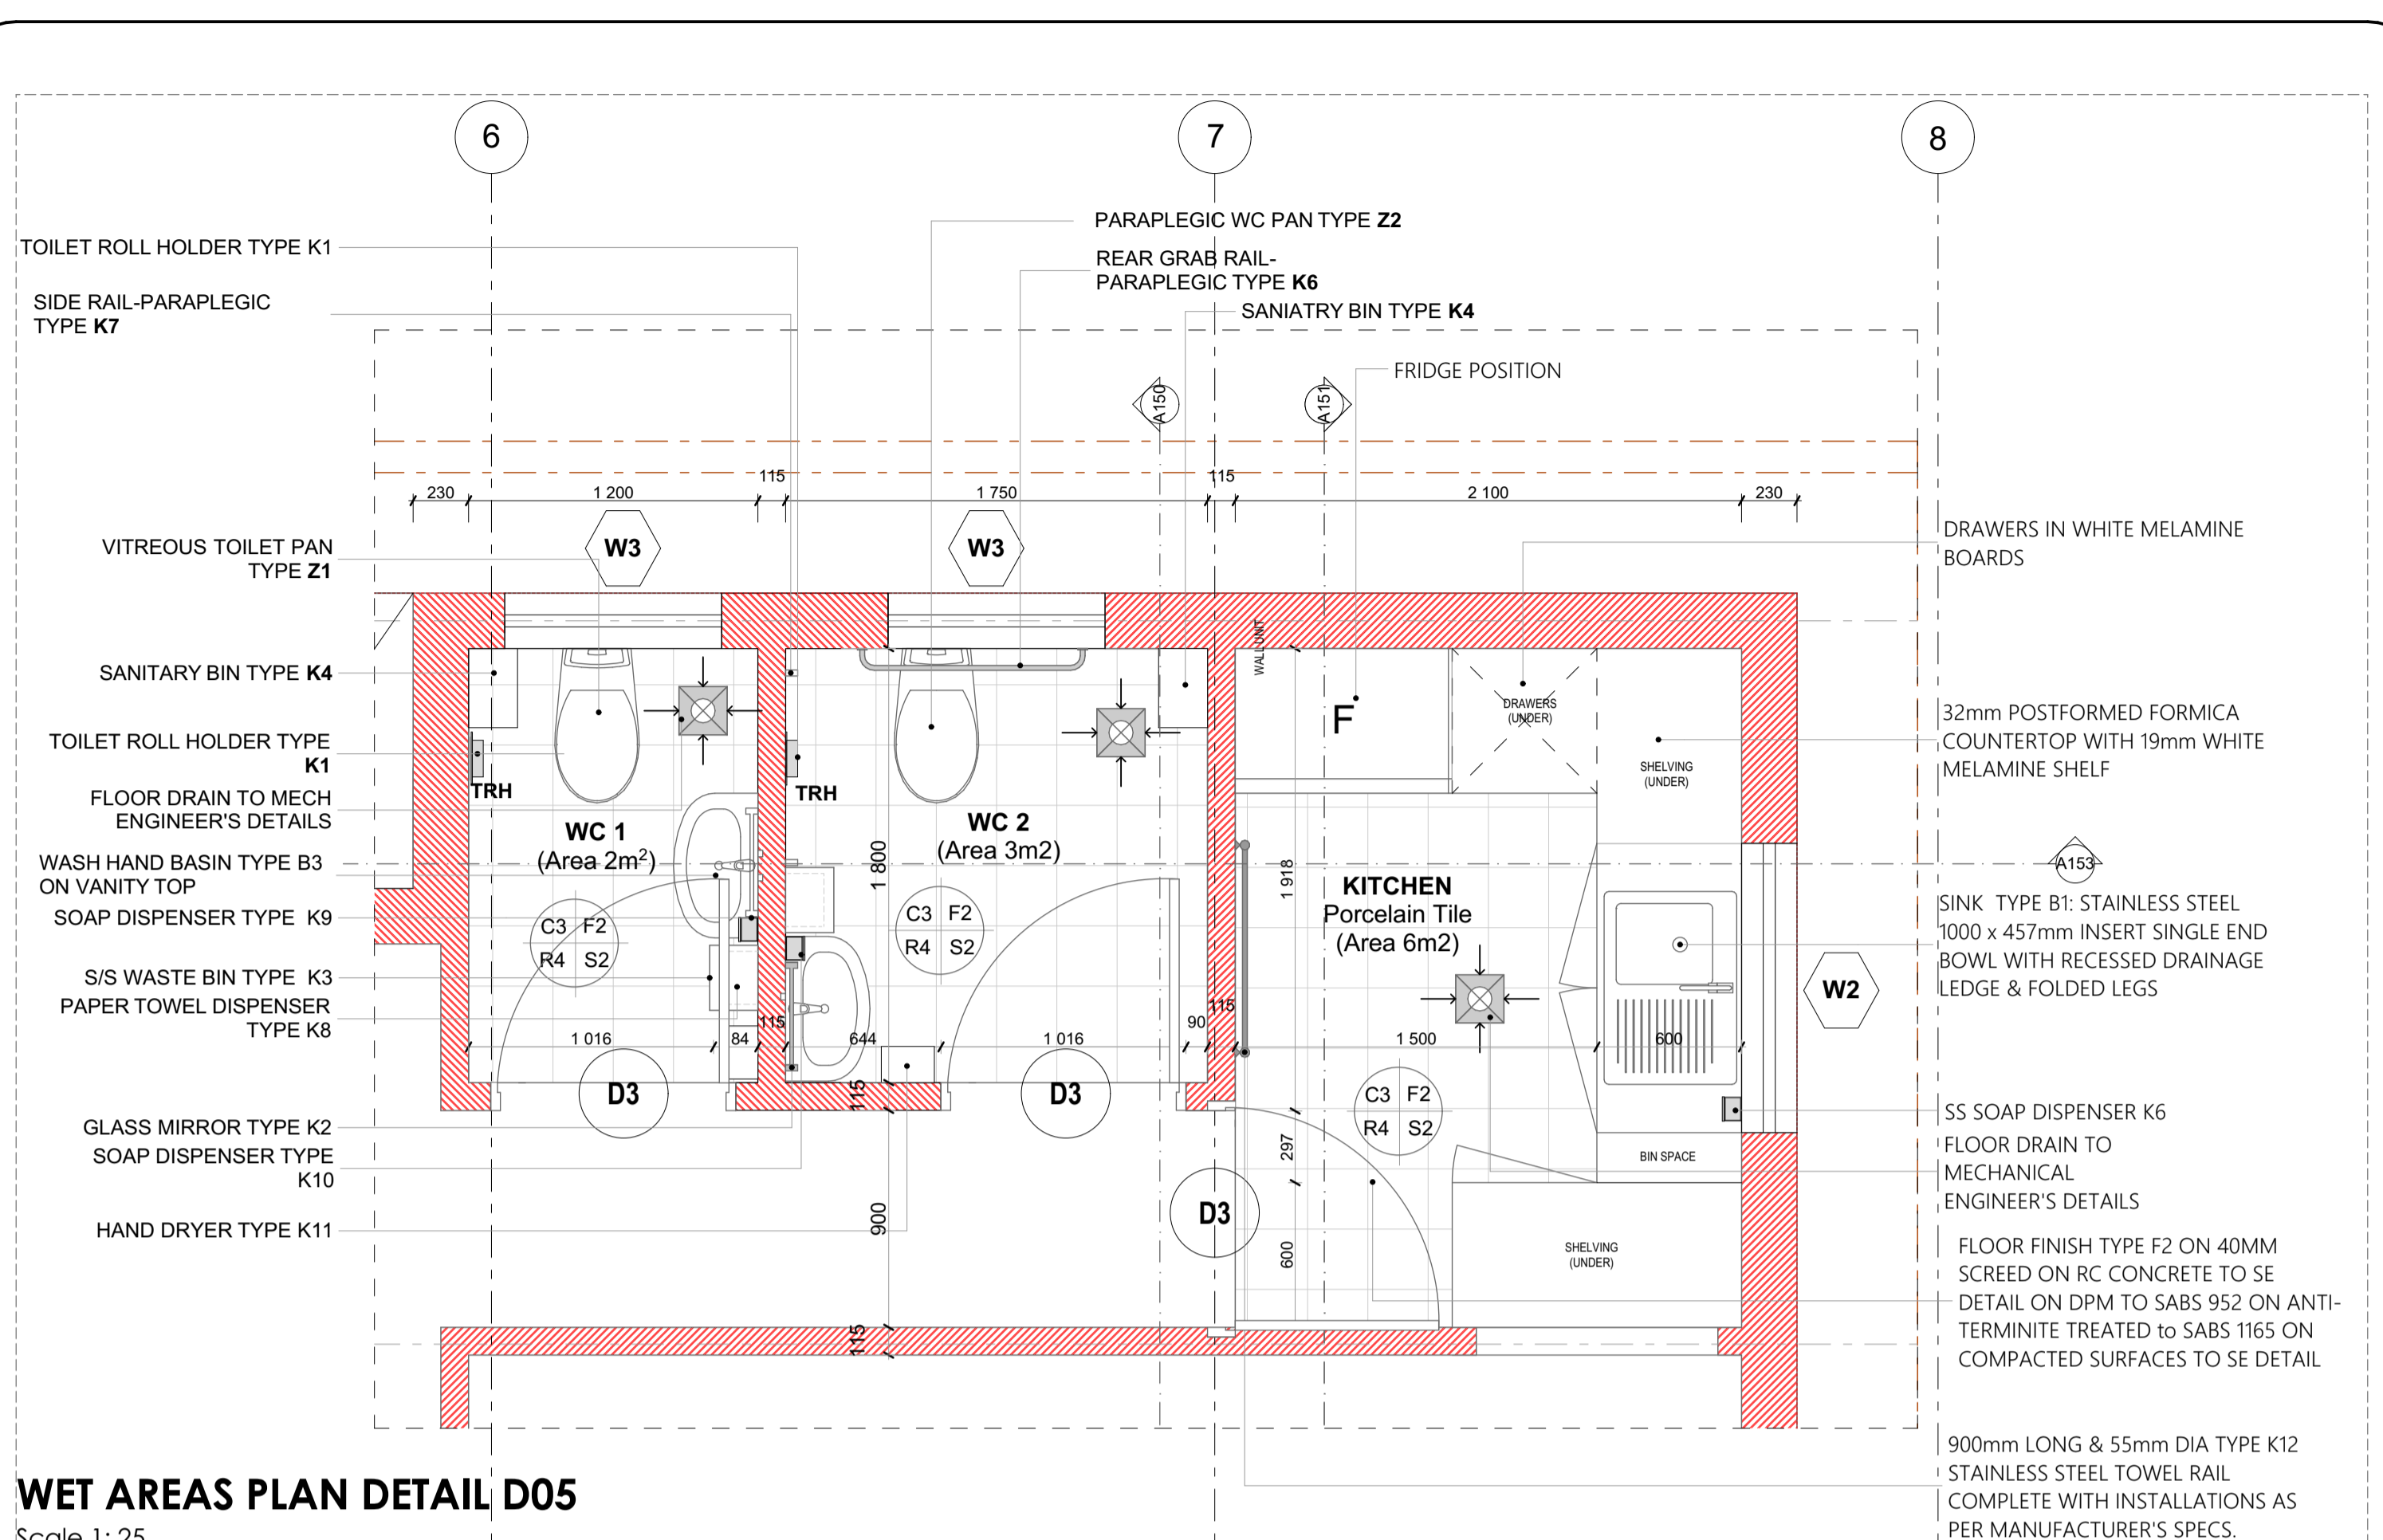 6
7
8
PARAPLEGIC WC PAN TYPE Z2
TOILET ROLL HOLDER TYPE K1
REAR GRAB RAIL-
PARAPLEGIC TYPE K6
SIDE RAIL-PARAPLEGIC
TYPE K7
SANIATRY BIN TYPE K4
FRIDGE POSITION
A150
A151
115
115
230
1 200
1 750
2 100
230
W3
W3
VITREOUS TOILET PAN
TYPE Z1
DRAWERS IN WHITE MELAMINE
BOARDS
WALL UNIT
SANITARY BIN TYPE K4
TOILET ROLL HOLDER TYPE
K1
F
DRAWERS
(UNDER)
SHELVING
(UNDER)
32mm POSTFORMED FORMICA
COUNTERTOP WITH 19mm WHITE
MELAMINE SHELF
TRH
TRH
FLOOR DRAIN TO MECH
ENGINEER'S DETAILS
WC 1
(Area 2m²)
WC 2
(Area 3m2)
WASH HAND BASIN TYPE B3
ON VANITY TOP
1 800
1 918
KITCHEN
Porcelain Tile
(Area 6m2)
A153
SOAP DISPENSER TYPE  K9
C3 F2
R4 S2
C3 F2
R4 S2
SINK  TYPE B1: STAINLESS STEEL
1000 x 457mm INSERT SINGLE END
BOWL WITH RECESSED DRAINAGE
LEDGE & FOLDED LEGS
W2
S/S WASTE BIN TYPE  K3
PAPER TOWEL DISPENSER
TYPE K8
115
90
115
1 016
84
644
1 016
1 500
600
D3
D3
115
C3 F2
R4 S2
GLASS MIRROR TYPE K2
SOAP DISPENSER TYPE
K10
SS SOAP DISPENSER K6
297
BIN SPACE
FLOOR DRAIN TO
MECHANICAL
ENGINEER'S DETAILS
HAND DRYER TYPE K11
900
D3
600
SHELVING
(UNDER)
FLOOR FINISH TYPE F2 ON 40MM
SCREED ON RC CONCRETE TO SE
DETAIL ON DPM TO SABS 952 ON ANTI-
TERMINITE TREATED to SABS 1165 ON
COMPACTED SURFACES TO SE DETAIL
115
900mm LONG & 55mm DIA TYPE K12
STAINLESS STEEL TOWEL RAIL
COMPLETE WITH INSTALLATIONS AS
PER MANUFACTURER'S SPECS.
WET AREAS PLAN DETAIL D05
Scale 1: 25